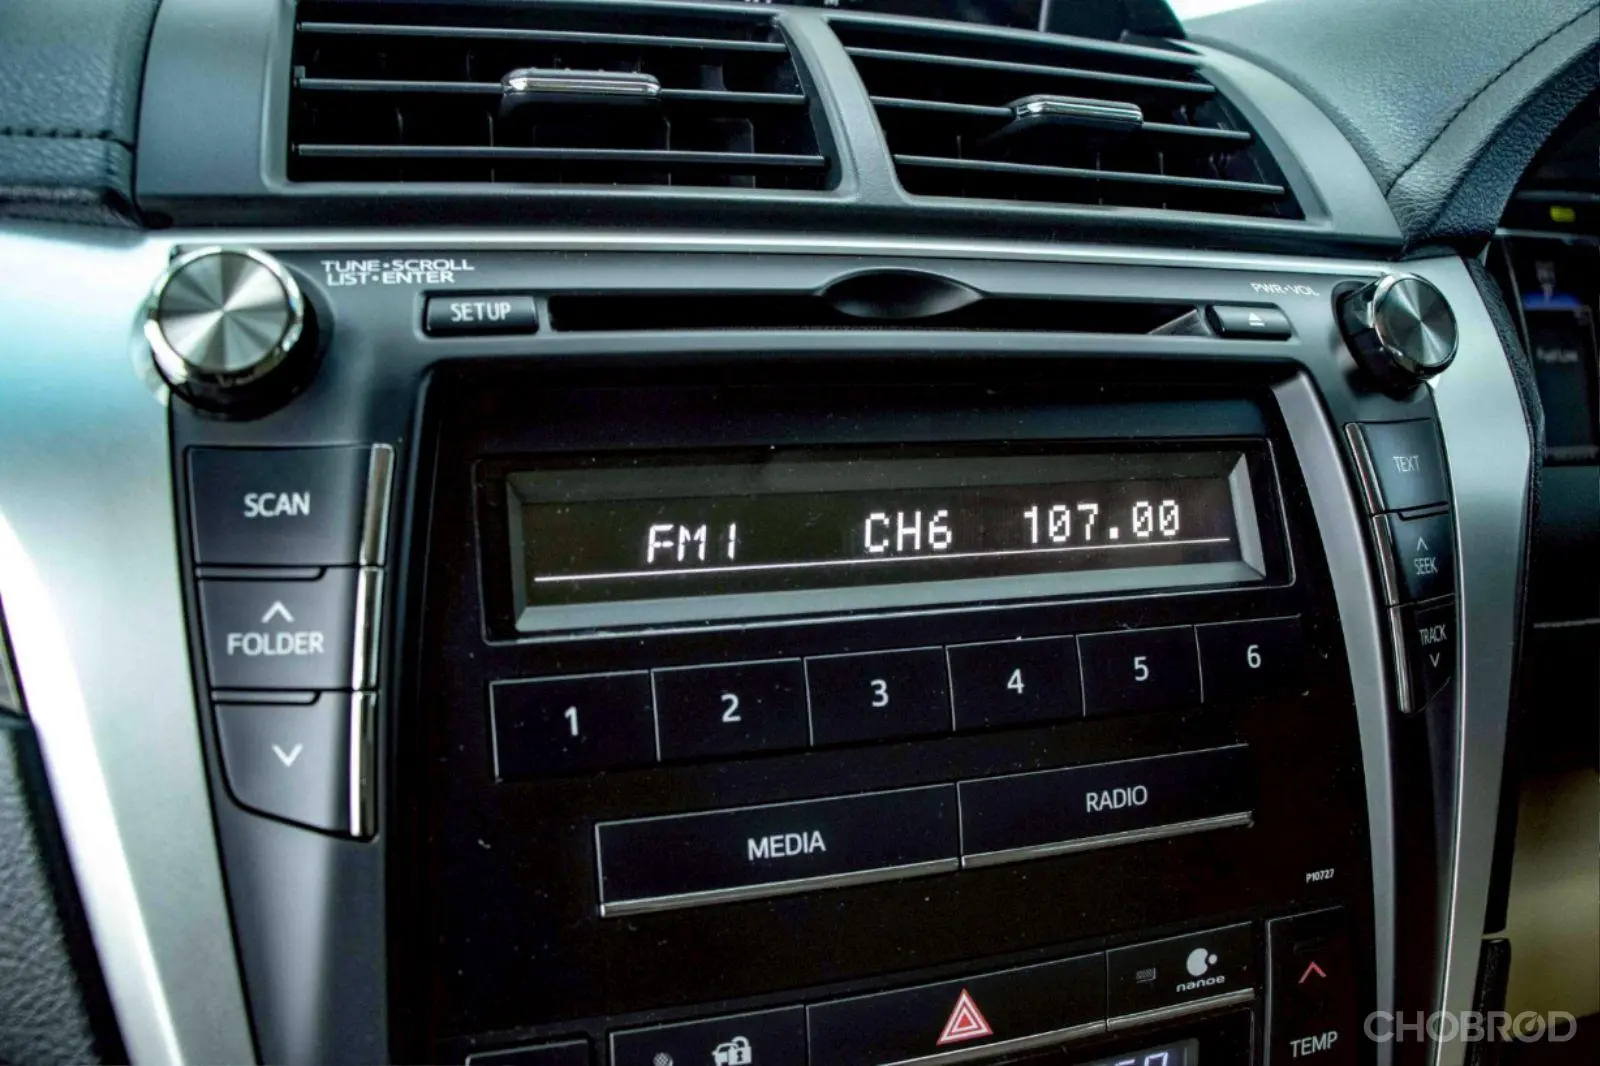 TUNE•SCROLL
LIST•ENTER
SETUP
PWR•VOL
SCAN
FOLDER
FM1 CH6 107.00
TEXT
SEEK
TRACK
1 2 3 4 5 6
MEDIA RADIO
P10727
nanoe
TEMP
CHOBROD